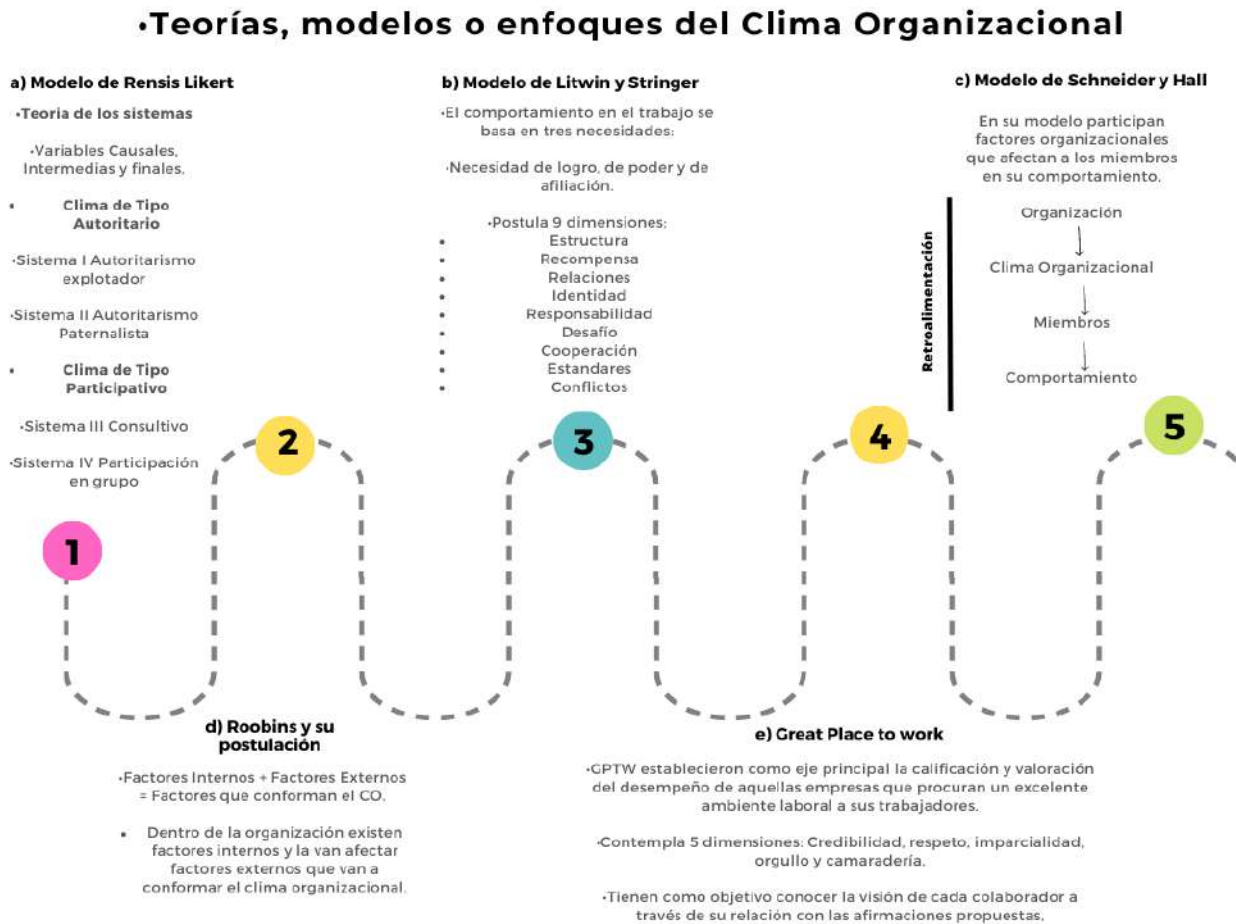 •Teorías, modelos o enfoques del Clima Organizacional
a) Modelo de Rensis Likert
•Teoria de los sistemas
•Variables Causales,
Intermedias y finales.
• Clima de Tipo
Autoritario
•Sistema I Autoritarismo
explotador
•Sistema II Autoritarismo
Paternalista
• Clima de Tipo
Participativo
•Sistema III Consultivo
•Sistema IV Participación
en grupo
b) Modelo de Litwin y Stringer
•El comportamiento en el trabajo se
basa en tres necesidades:
•Necesidad de logro, de poder y de
afiliación.
•Postula 9 dimensiones:
• Estructura
• Recompensa
• Relaciones
• Identidad
• Responsabilidad
• Desafío
• Cooperación
• Estandares
• Conflictos
c) Modelo de Schneider y Hall
En su modelo participan
factores organizacionales
que afectan a los miembros
en su comportamiento.
Retroalimentación
Organización
Clima Organizacional
Miembros
Comportamiento
1
2
3
4
5
d) Roobins y su
postulación
•Factores Internos + Factores Externos
= Factores que conforman el CO.
• Dentro de la organización existen
factores internos y la van afectar
factores externos que van a
conformar el clima organizacional.
e) Great Place to work
•GPTW establecieron como eje principal la calificación y valoración
del desempeño de aquellas empresas que procuran un excelente
ambiente laboral a sus trabajadores.
•Contempla 5 dimensiones: Credibilidad, respeto, imparcialidad,
orgullo y camaradería.
•Tienen como objetivo conocer la visión de cada colaborador a
través de su relación con las afirmaciones propuestas.